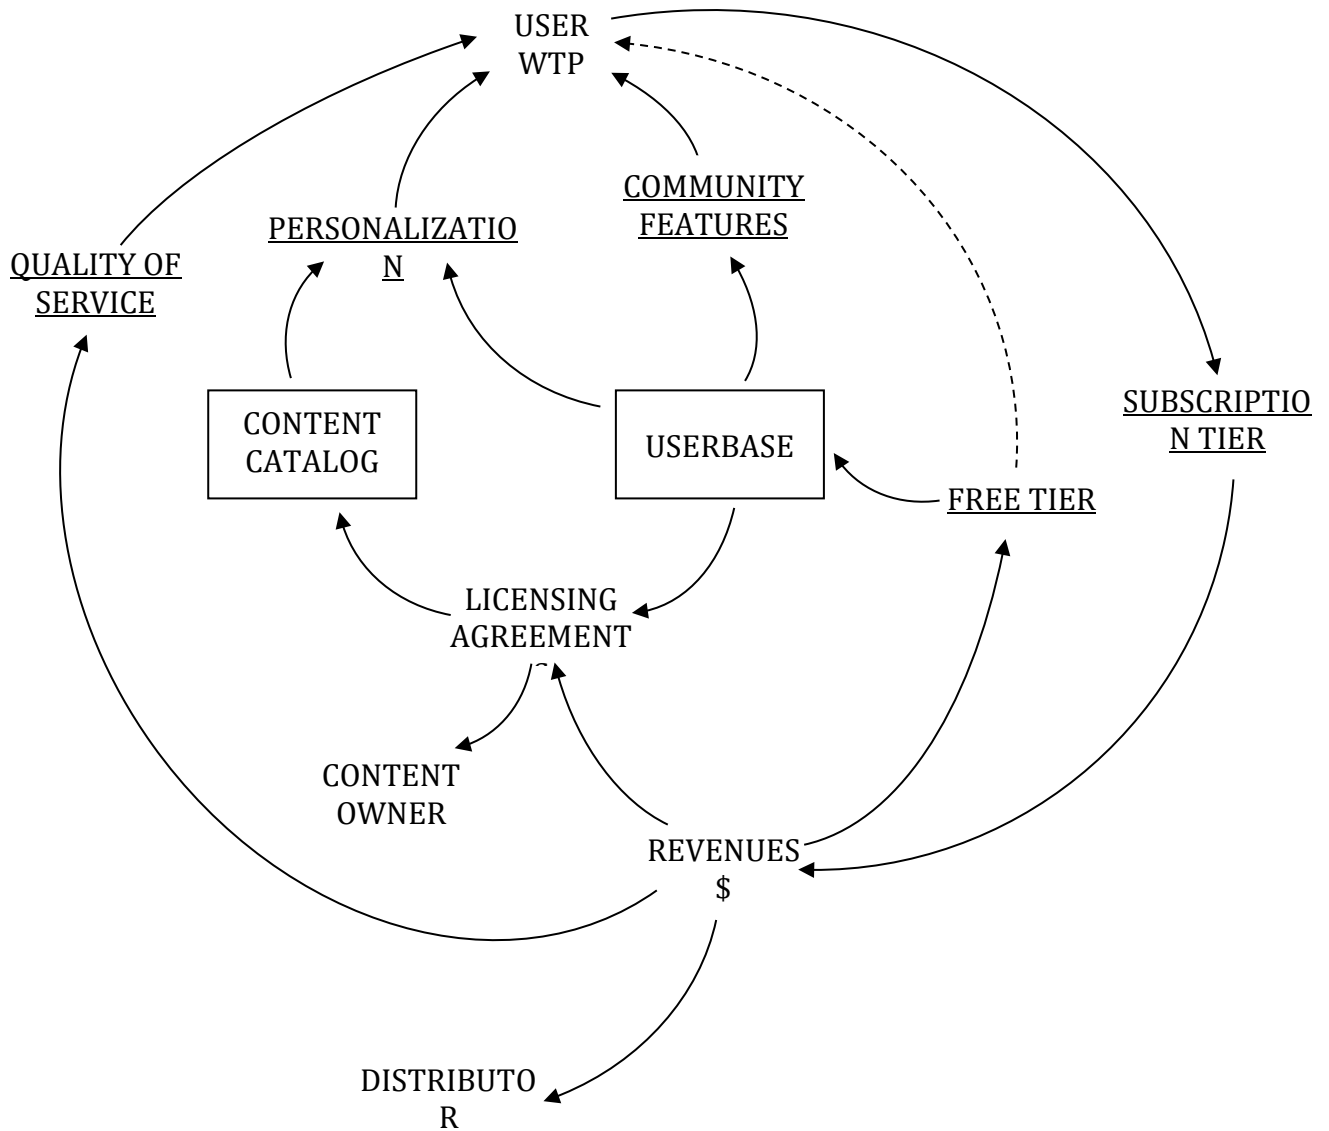 USER
WTP
COMMUNITY
FEATURES
PERSONALIZATIO
N
QUALITY OF
SERVICE
SUBSCRIPTIO
N TIER
CONTENT
CATALOG
USERBASE
FREE TIER
LICENSING
AGREEMENT
CONTENT
OWNER
REVENUES
$
DISTRIBUTO
R